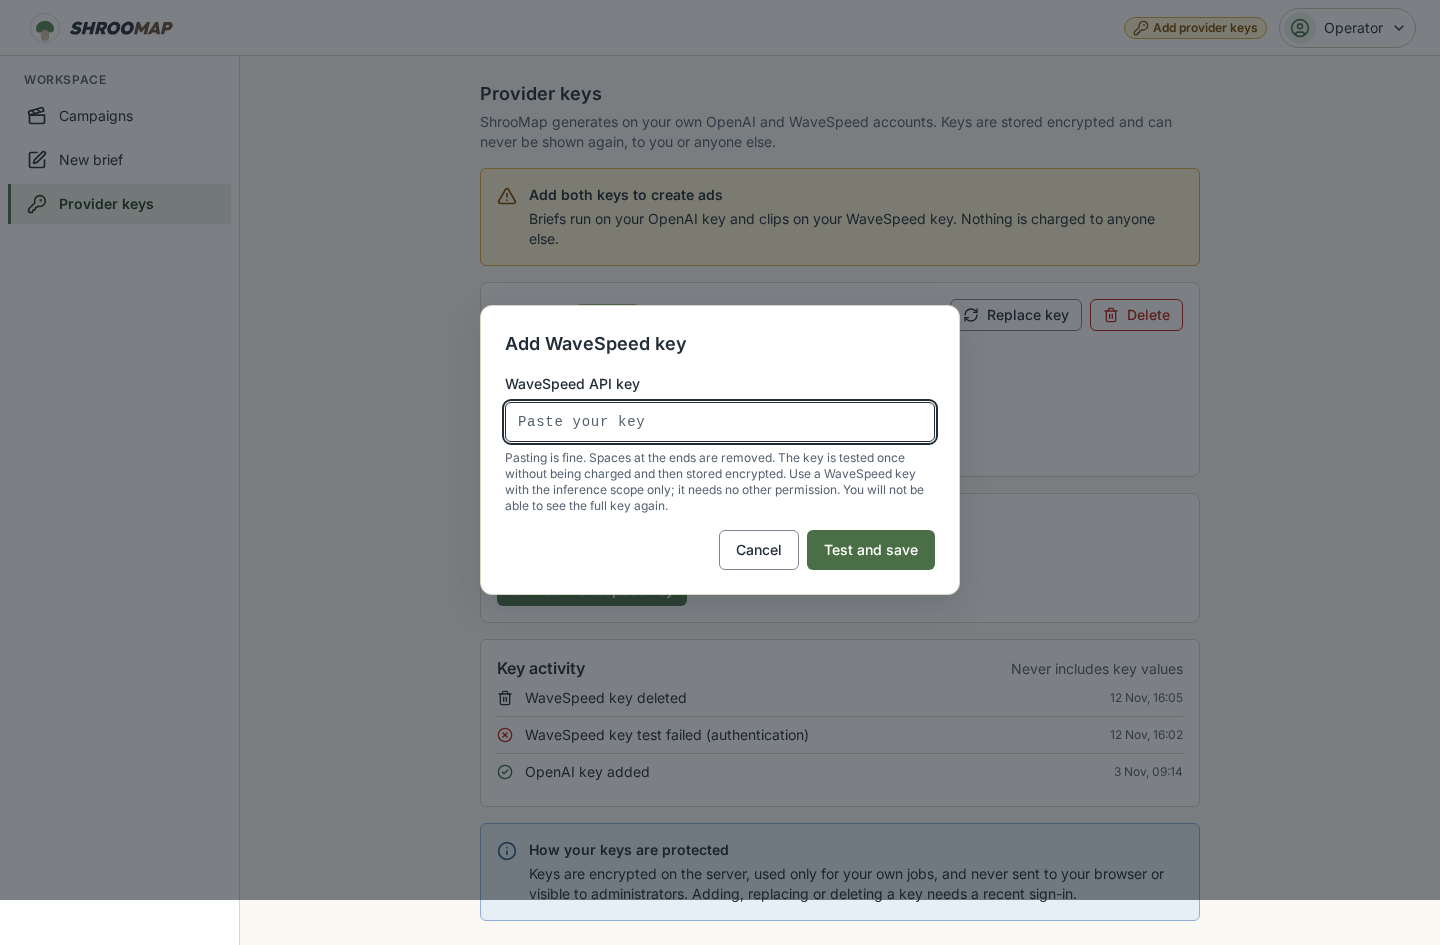 SHROOMAP
Add provider keys
Operator
WORKSPACE
Campaigns
New brief
Provider keys
Provider keys
ShrooMap generates on your own OpenAI and WaveSpeed accounts. Keys are stored encrypted and can
never be shown again, to you or anyone else.
Add both keys to create ads
Briefs run on your OpenAI key and clips on your WaveSpeed key. Nothing is charged to anyone
else.
Replace key
Delete
Add WaveSpeed key
WaveSpeed API key
Paste your key
Pasting is fine. Spaces at the ends are removed. The key is tested once
without being charged and then stored encrypted. Use a WaveSpeed key
with the inference scope only; it needs no other permission. You will not be
able to see the full key again.
Cancel
Test and save
Key activity
Never includes key values
WaveSpeed key deleted
12 Nov, 16:05
WaveSpeed key test failed (authentication)
12 Nov, 16:02
OpenAI key added
3 Nov, 09:14
How your keys are protected
Keys are encrypted on the server, used only for your own jobs, and never sent to your browser or
visible to administrators. Adding, replacing or deleting a key needs a recent sign-in.